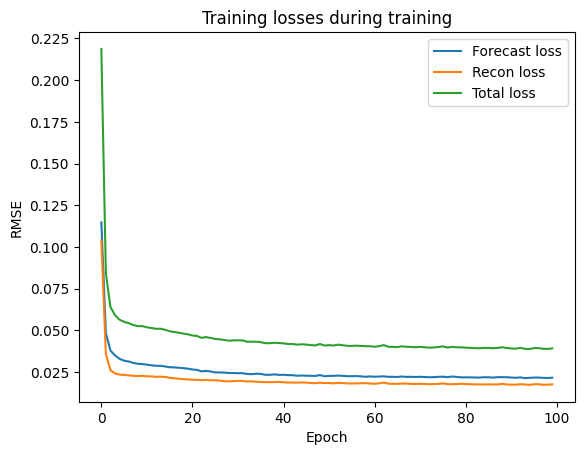 Training losses during training
Forecast loss
Recon loss
Total loss
0.225
0.200
0.175
0.150
0.125
0.100
0.075
0.050
0.025
RMSE
0
20
40
60
80
100
Epoch